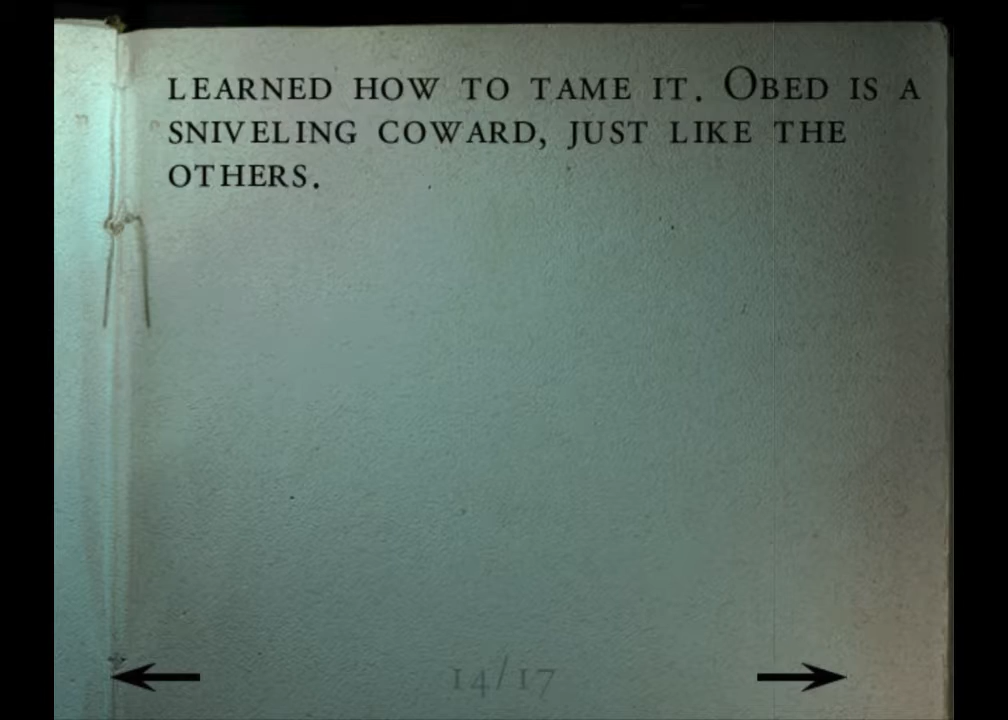 LEARNED HOW TO TAME IT. OBED IS A
SNIVELING COWARD, JUST LIKE THE
OTHERS.
14/17